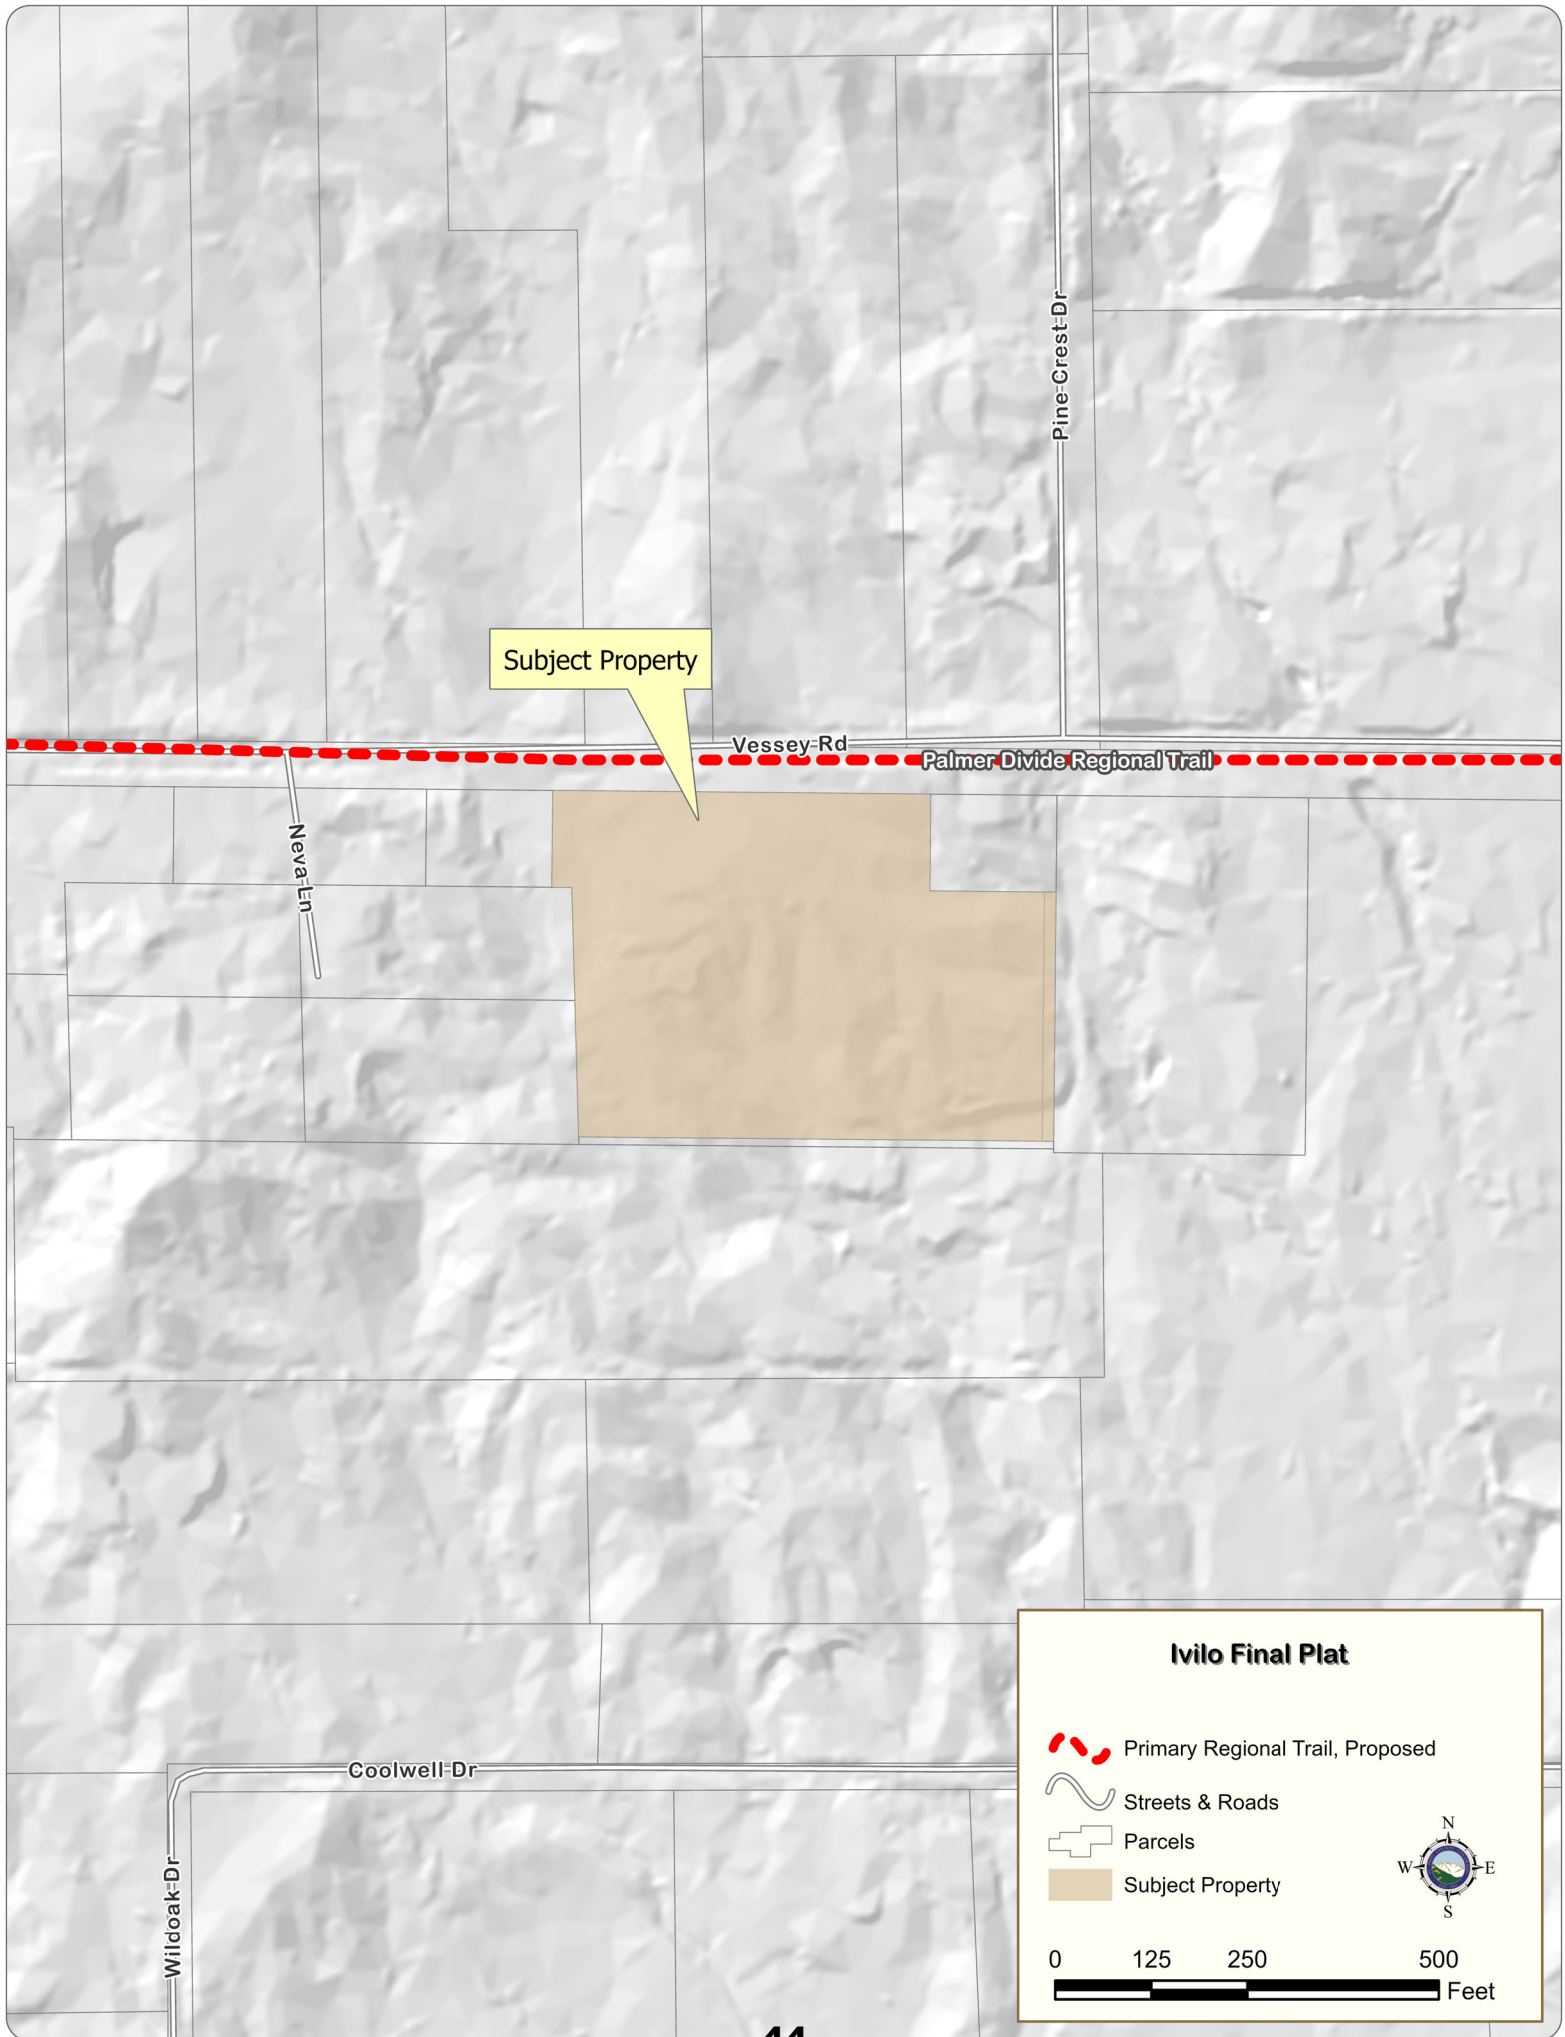 Pine Crest Dr
Subject Property
Vessey Rd
Palmer Divide Regional Trail
Neva Ln
Ivilo Final Plat
Primary Regional Trail, Proposed
Streets & Roads
Parcels
Subject Property
N
W E
S
0 125 250 500
Feet
Coolwell Dr
Wildoak Dr
44